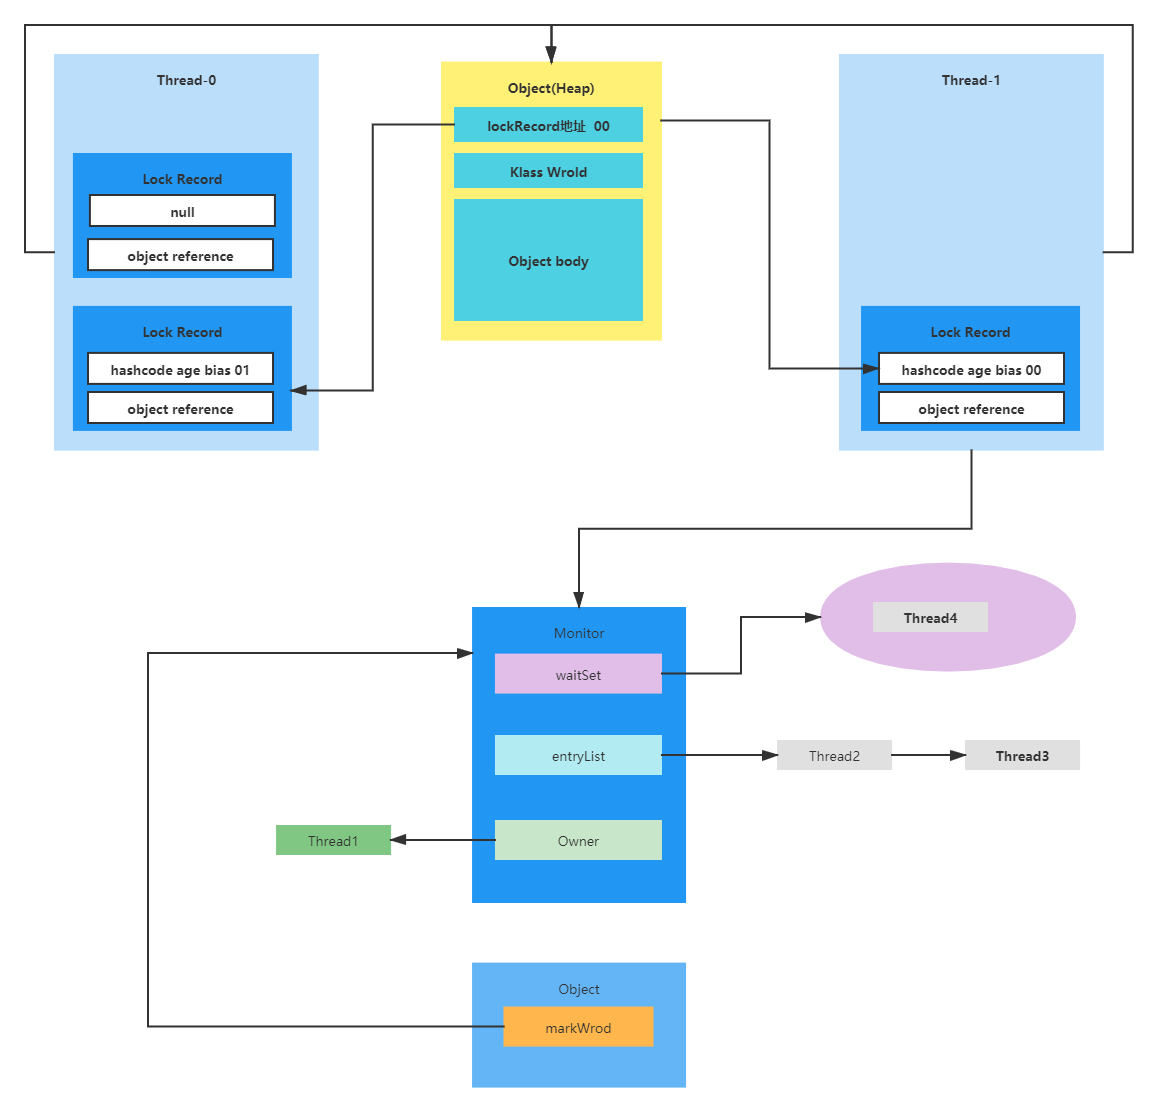 Thread-0
Lock Record
null
object reference
Lock Record
hashcode age bias 01
object reference
Object(Heap)
lockRecord地址 00
Klass Wrold
Object body
Thread-1
Lock Record
hashcode age bias 00
object reference
Monitor
waitSet
Thread4
entryList
Thread2
Thread3
Owner
Thread1
Object
markWrod